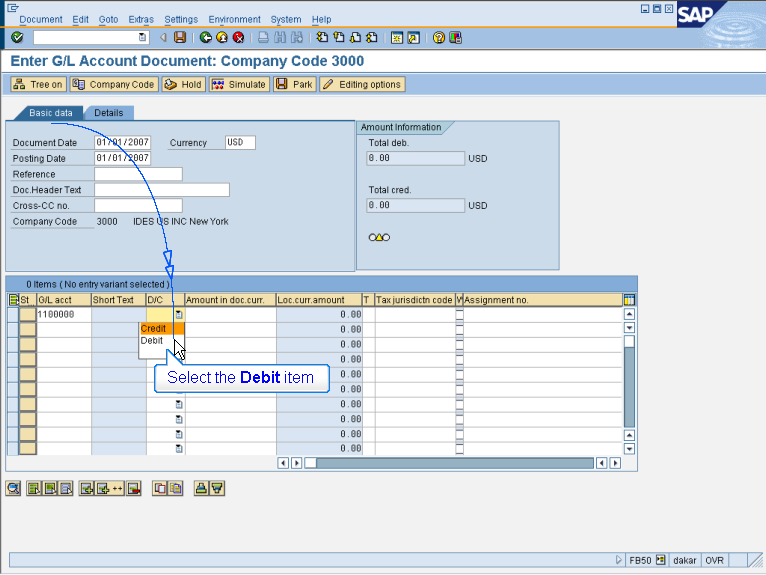 Document Edit Goto Extras Settings Environment System Help
SAP
Enter G/L Account Document: Company Code 3000
Tree on Company Code Hold Simulate Park Editing options
Basic data Details
Amount Information
Document Date 01/01/2007 Currency USD
Total deb.
Posting Date 01/01/2007
0.00 USD
Reference
Doc.Header Text
Total cred.
Cross-CC no.
0.00 USD
Company Code 3000 IDES US INC New York
0 Items ( No entry variant selected )
St G/L acct Short Text D/C Amount in doc.curr. Loc.curr.amount T Tax jurisdictn code V Assignment no.
1100000 0.00
Credit 0.00
Debit 0.00
0.00
Select the Debit item 0.00
0.00
0.00
0.00
0.00
0.00
FB50 dakar OVR